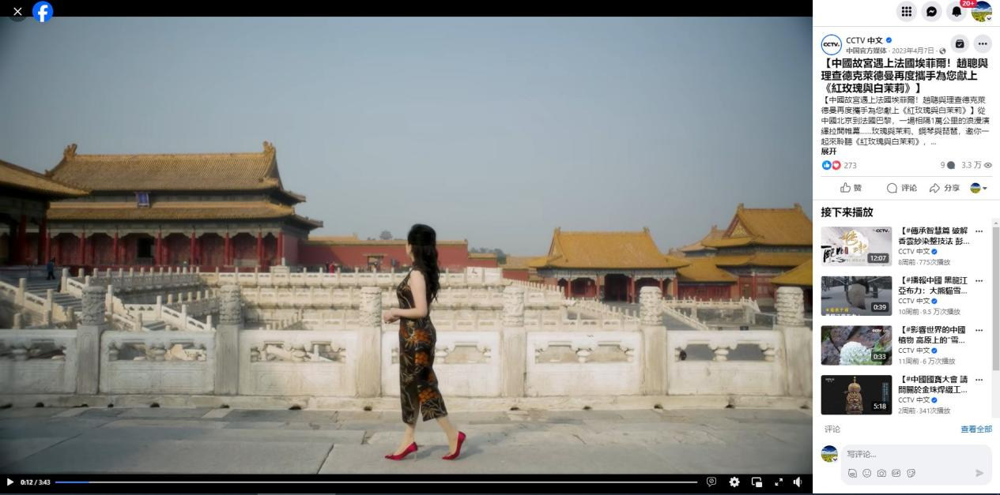 20+
CCTV 中文
中国官方媒体 · 2023年4月7日 ·
【中國故宮遇上法國埃菲爾！趙聰與
理查德克萊德曼再度攜手為您獻上
《紅玫瑰與白茉莉》】
【中國故宮遇上法國埃菲爾！趙聰與理查德克萊
德曼再度攜手為您獻上《紅玫瑰與白茉莉》】從
中國北京到法國巴黎，一場相隔1萬公里的浪漫演
繹拉開帷幕……玫瑰與茉莉、鋼琴與琵琶，邀你一
起來聆聽《紅玫瑰與白茉莉》，...
展开
273
9
3.3 万
赞
评论
分享
接下来播放
【#傳承智慧篇 破解
香雲紗染整技法 彭...
CCTV 中文
8周前 · 775次播放
12:07
【#播報中國 黑龍江
亞布力：大熊貓雪...
CCTV 中文
10周前 · 9.5 万次播放
0:39
【#影響世界的中國
植物 高原上的“雪...
CCTV 中文
11周前 · 6 万次播放
0:33
【#中國國寶大會 請
問關於金珠焊綴工...
CCTV 中文
2周前 · 341次播放
5:18
评论
查看全部
写评论...
0:12 / 3:43